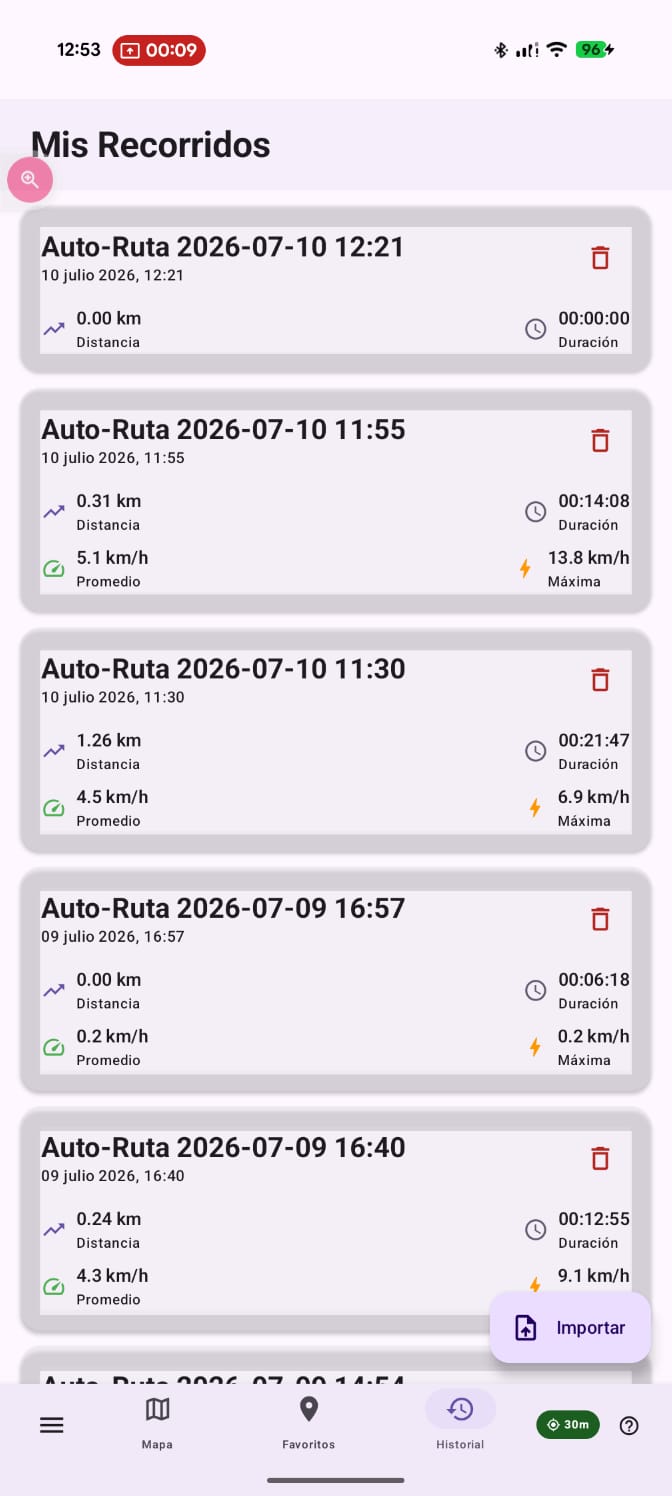 12:53 00:09 96
Mis Recorridos
Auto-Ruta 2026-07-10 12:21
10 julio 2026, 12:21
0.00 km 00:00:00
Distancia Duración
Auto-Ruta 2026-07-10 11:55
10 julio 2026, 11:55
0.31 km 00:14:08
Distancia Duración
5.1 km/h 13.8 km/h
Promedio Máxima
Auto-Ruta 2026-07-10 11:30
10 julio 2026, 11:30
1.26 km 00:21:47
Distancia Duración
4.5 km/h 6.9 km/h
Promedio Máxima
Auto-Ruta 2026-07-09 16:57
09 julio 2026, 16:57
0.00 km 00:06:18
Distancia Duración
0.2 km/h 0.2 km/h
Promedio Máxima
Auto-Ruta 2026-07-09 16:40
09 julio 2026, 16:40
0.24 km 00:12:55
Distancia Duración
4.3 km/h 9.1 km/h
Promedio
Importar
Auto-Ruta 2026-07-09 14:54
30m
Mapa Favoritos Historial